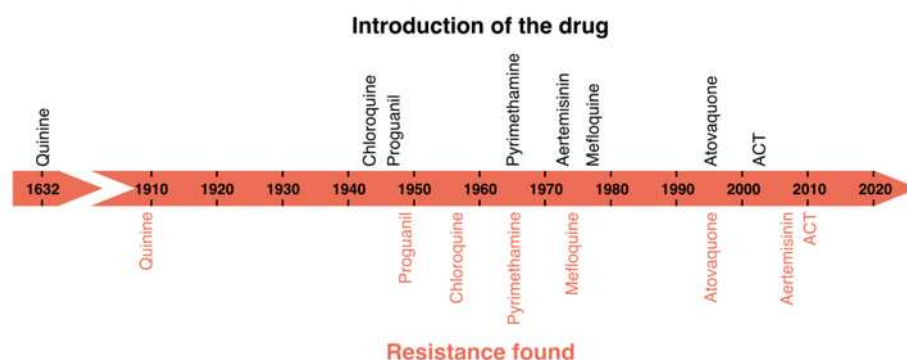 Introduction of the drug
Quinine
Chloroquine
Proguanil
Pyrimethamine
Aertemisinin
Mefloquine
Atovaquone
ACT
1632
1910
1920
1930
1940
1950
1960
1970
1980
1990
2000
2010
2020
Quinine
Proguanil
Chloroquine
Pyrimethamine
Mefloquine
Atovaquone
Aertemisinin
ACT
Resistance found